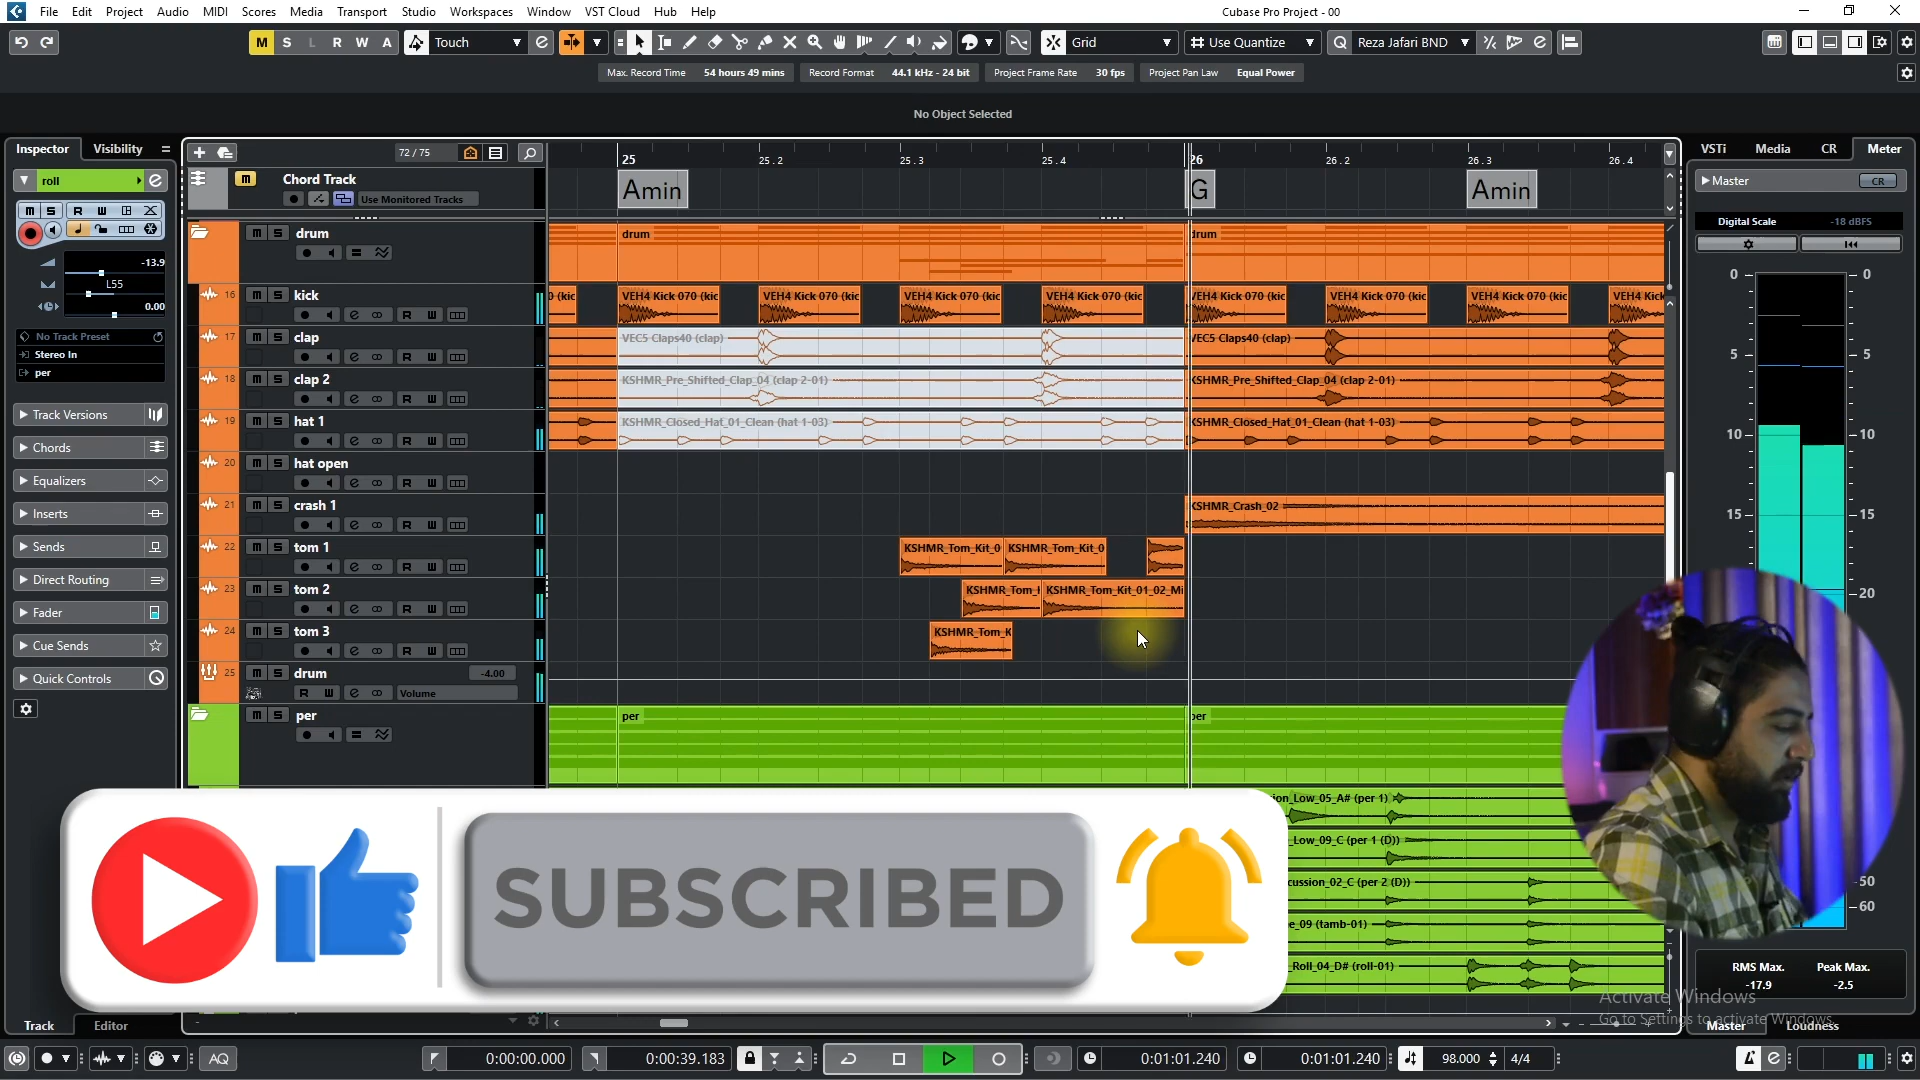 File Edit Project Audio MIDI Scores Media Transport Studio Workspaces Window VST Cloud Hub Help
Cubase Pro Project - 00
M S L R W A Touch Grid Use Quantize Reza Jafari BND
Max. Record Time 54 hours 49 mins Record Format 44.1 kHz - 24 bit Project Frame Rate 30 fps Project Pan Law Equal Power
No Object Selected
Inspector Visibility
72 / 75
25 25.2 25.3 25.4 26 26.2 26.3 26.4
VSTi Media CR Meter
roll
Chord Track
Use Monitored Tracks
Amin G Amin
Master CR
Digital Scale -18 dBFS
-13.9
L55
0.00
No Track Preset
Stereo In
per
Track Versions
Chords
Equalizers
Inserts
Sends
Direct Routing
Fader
Cue Sends
Quick Controls
drum
drum drum
16 kick
VEH4 Kick 070 (kic VEH4 Kick 070 (kic VEH4 Kick 070 (kic VEH4 Kick 070 (kic VEH4 Kick 070 (kic VEH4 Kick 070 (kic VEH4 Kick 070 (kic VEH4 Kick
17 clap
VEC5 Claps40 (clap) VEC5 Claps40 (clap)
18 clap 2
KSHMR_Pre_Shifted_Clap_04 (clap 2-01) KSHMR_Pre_Shifted_Clap_04 (clap 2-01)
19 hat 1
KSHMR_Closed_Hat_01_Clean (hat 1-03) KSHMR_Closed_Hat_01_Clean (hat 1-03)
20 hat open
21 crash 1
KSHMR_Crash_02
22 tom 1
KSHMR_Tom_Kit_0 KSHMR_Tom_Kit_0
23 tom 2
KSHMR_Tom_ KSHMR_Tom_Kit_01_02_Mi
24 tom 3
KSHMR_Tom_K
25 drum -4.00
Volume
per
per per
ion_Low_05_A# (per 1)
_Low_09_C (per 1 (D))
cussion_02_C (per 2 (D))
e_09 (tamb-01)
_Roll_04_D# (roll-01)
SUBSCRIBED
0 0
5 5
10 10
15 15
20
50
60
RMS Max. Peak Max.
-17.9 -2.5
Activate Windows
Go to Settings to activate Windows.
Track Editor
Master Loudness
AQ 0:00:00.000 0:00:39.183 0:01:01.240 0:01:01.240 98.000 4/4